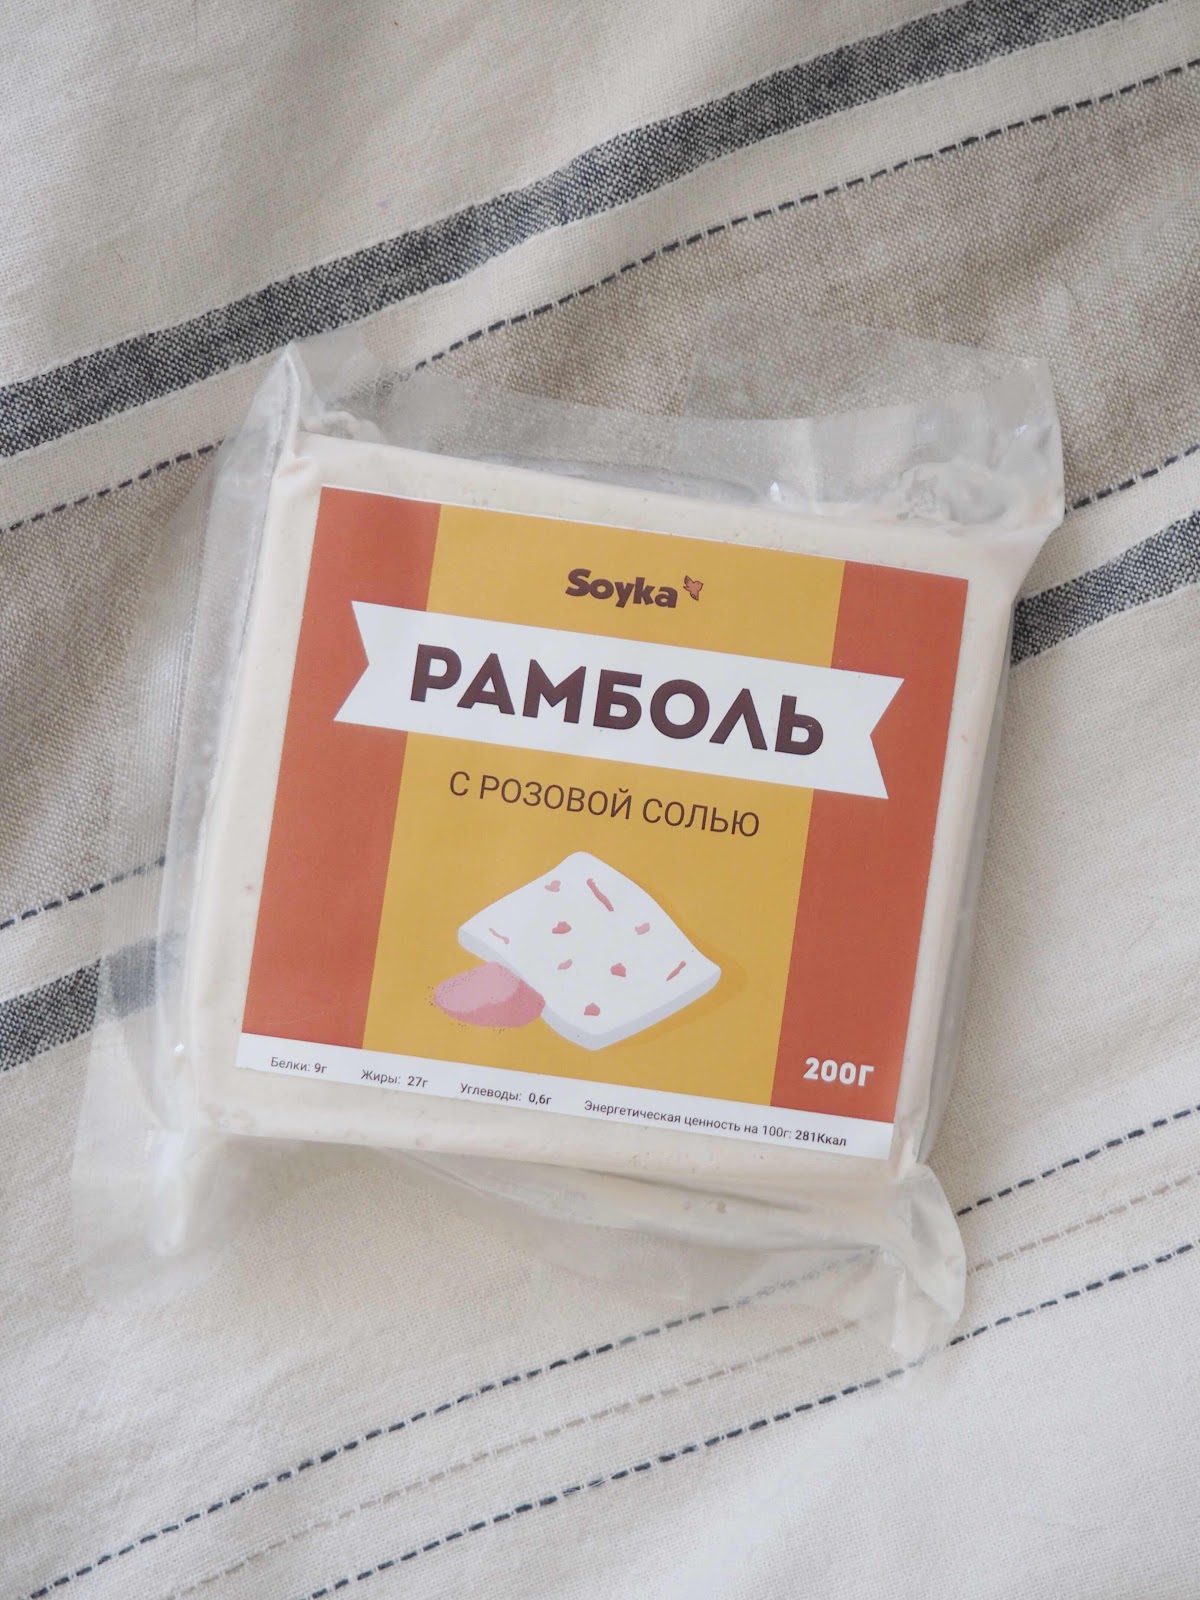 Soyka
РАМБОЛЬ
С РОЗОВОЙ СОЛЬЮ
200Г
Белки: 9г Жиры: 27г Углеводы: 0,6г Энергетическая ценность на 100г: 281Ккал